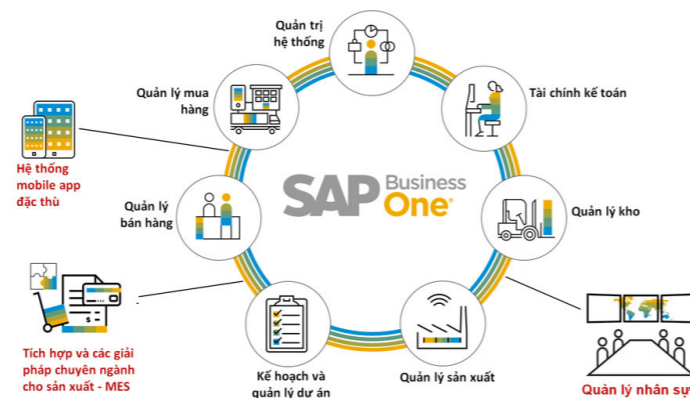 Quản trị
hệ thống
Quản lý mua
hàng
Tài chính kế toán
Hệ thống
mobile app
đặc thù
SAP Business
One
Quản lý
bán hàng
Quản lý kho
Tích hợp và các giải
pháp chuyên ngành
cho sản xuất - MES
Kế hoạch và
quản lý dự án
Quản lý sản xuất
Quản lý nhân sự